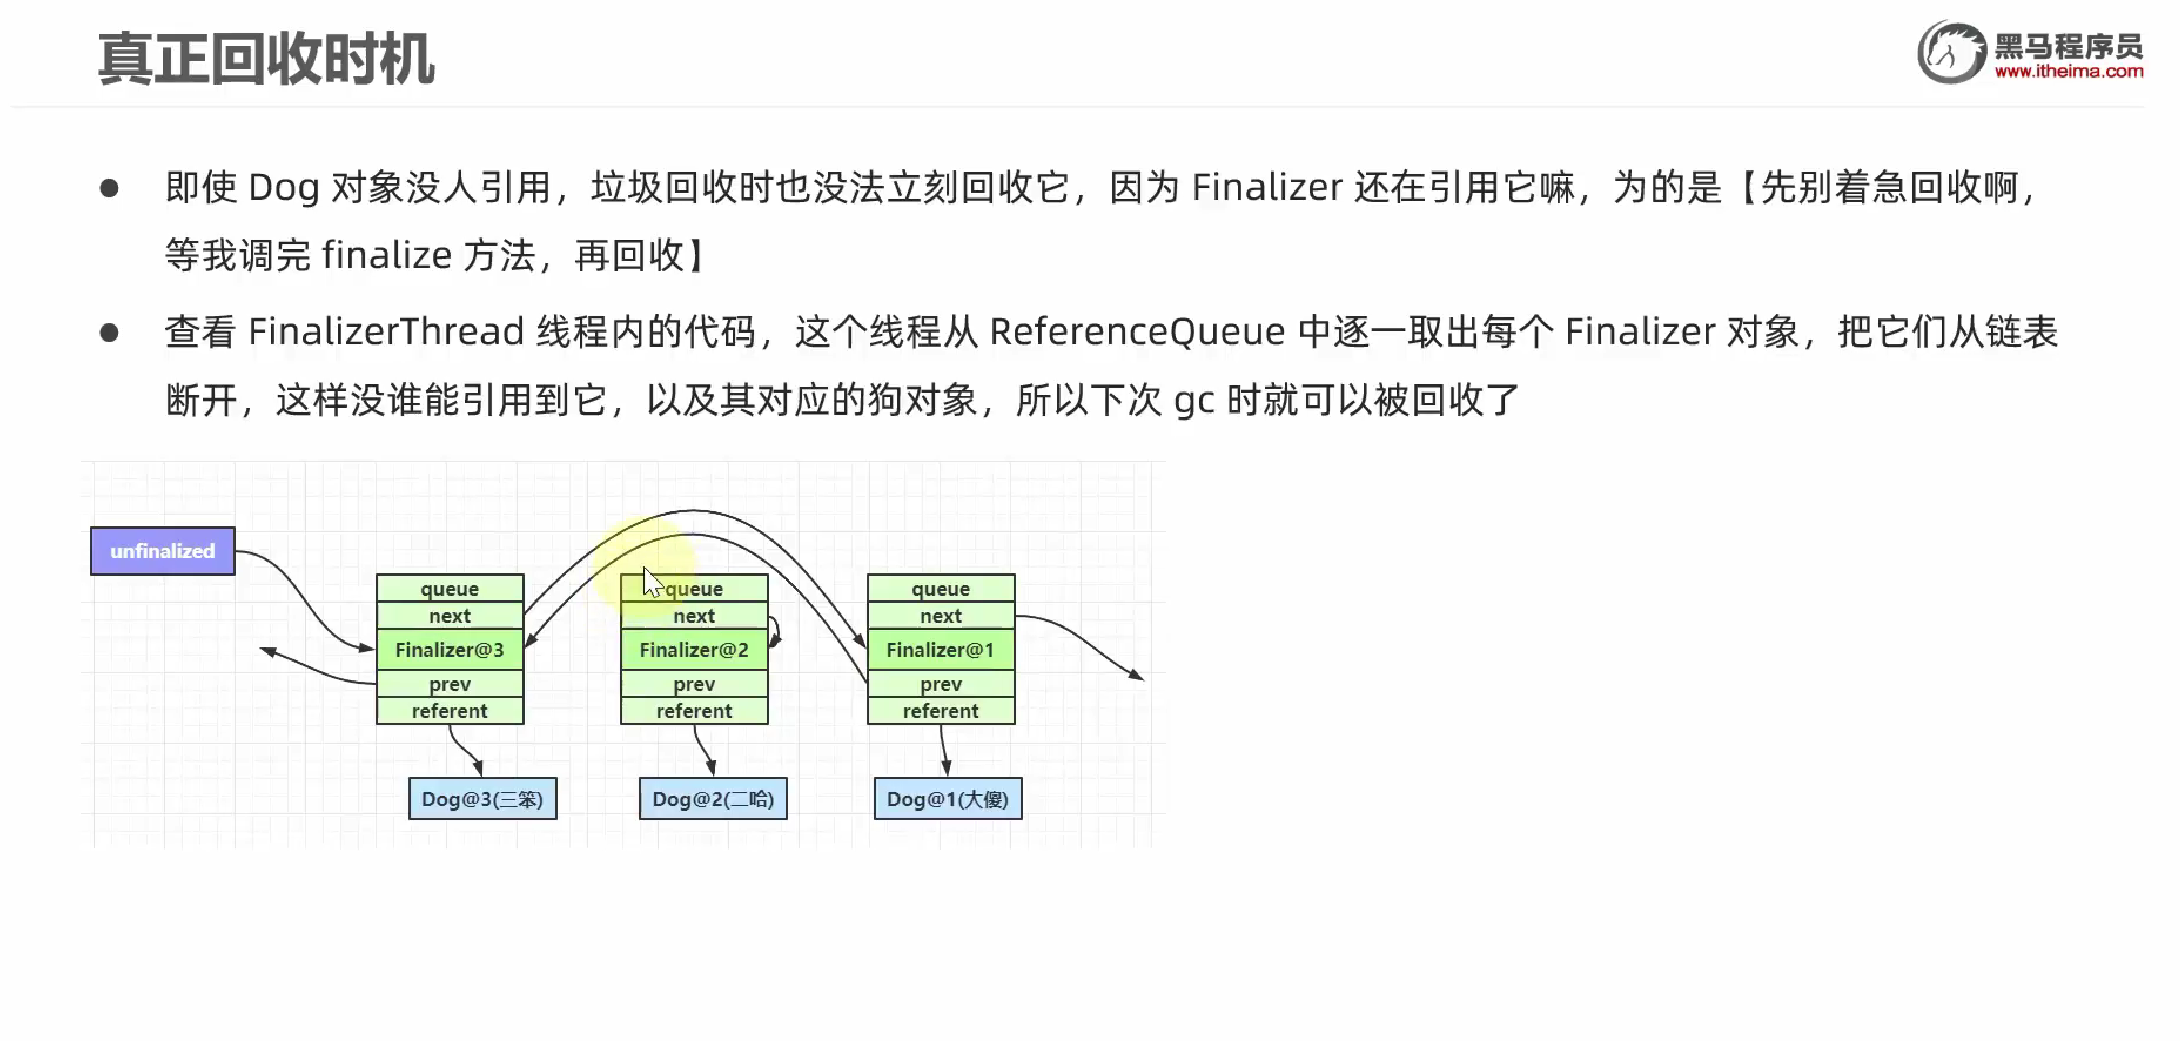 真正回收时机
黑马程序员
www.itheima.com
● 即使 Dog 对象没人引用，垃圾回收时也没法立刻回收它，因为 Finalizer 还在引用它嘛，为的是【先别着急回收啊，
等我调完 finalize 方法，再回收】
● 查看 FinalizerThread 线程内的代码，这个线程从 ReferenceQueue 中逐一取出每个 Finalizer 对象，把它们从链表
断开，这样没谁能引用到它，以及其对应的狗对象，所以下次 gc 时就可以被回收了
unfinalized
queue
next
Finalizer@3
prev
referent
Dog@3(三笨)
queue
next
Finalizer@2
prev
referent
Dog@2(二哈)
queue
next
Finalizer@1
prev
referent
Dog@1(大傻)